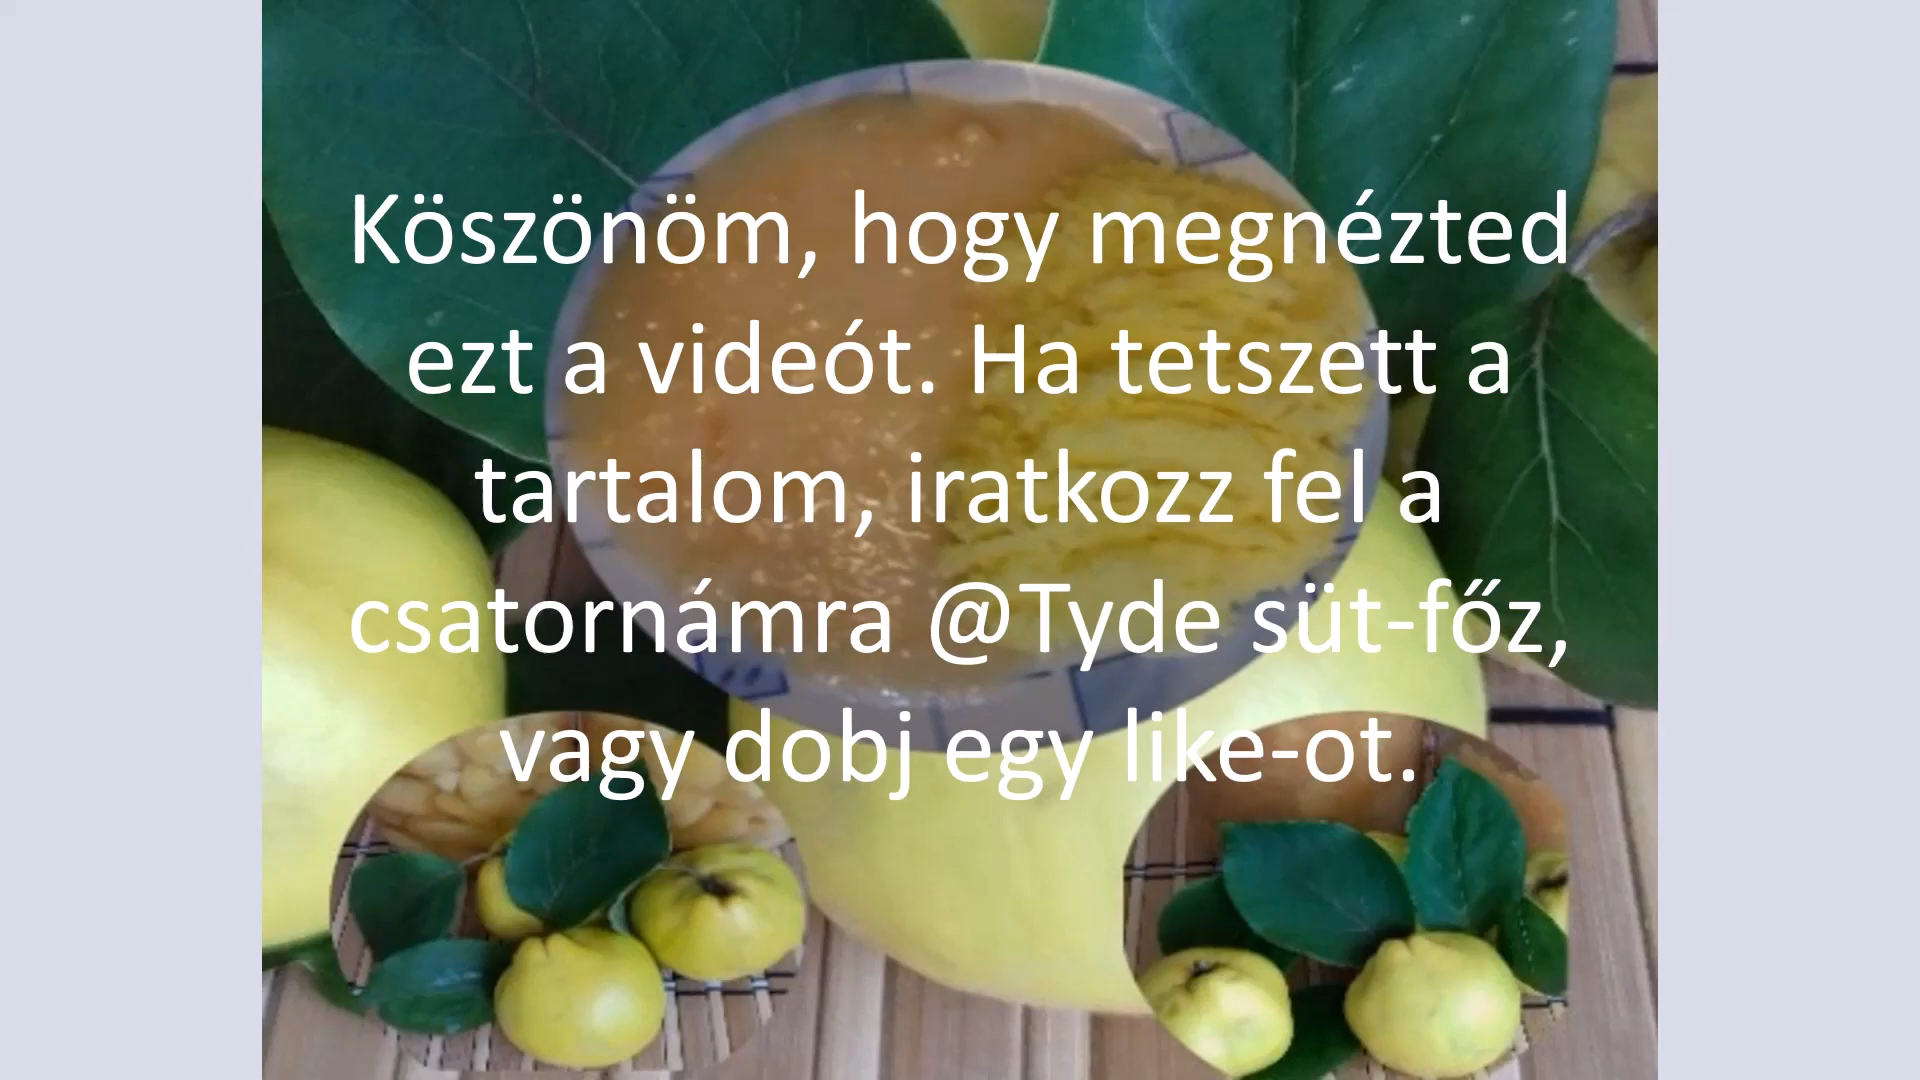 Köszönöm, hogy megnézted
ezt a videót. Ha tetszett a
tartalom, iratkozz fel a
csatornámra @Tyde süt-főz,
vagy dobj egy like-ot.